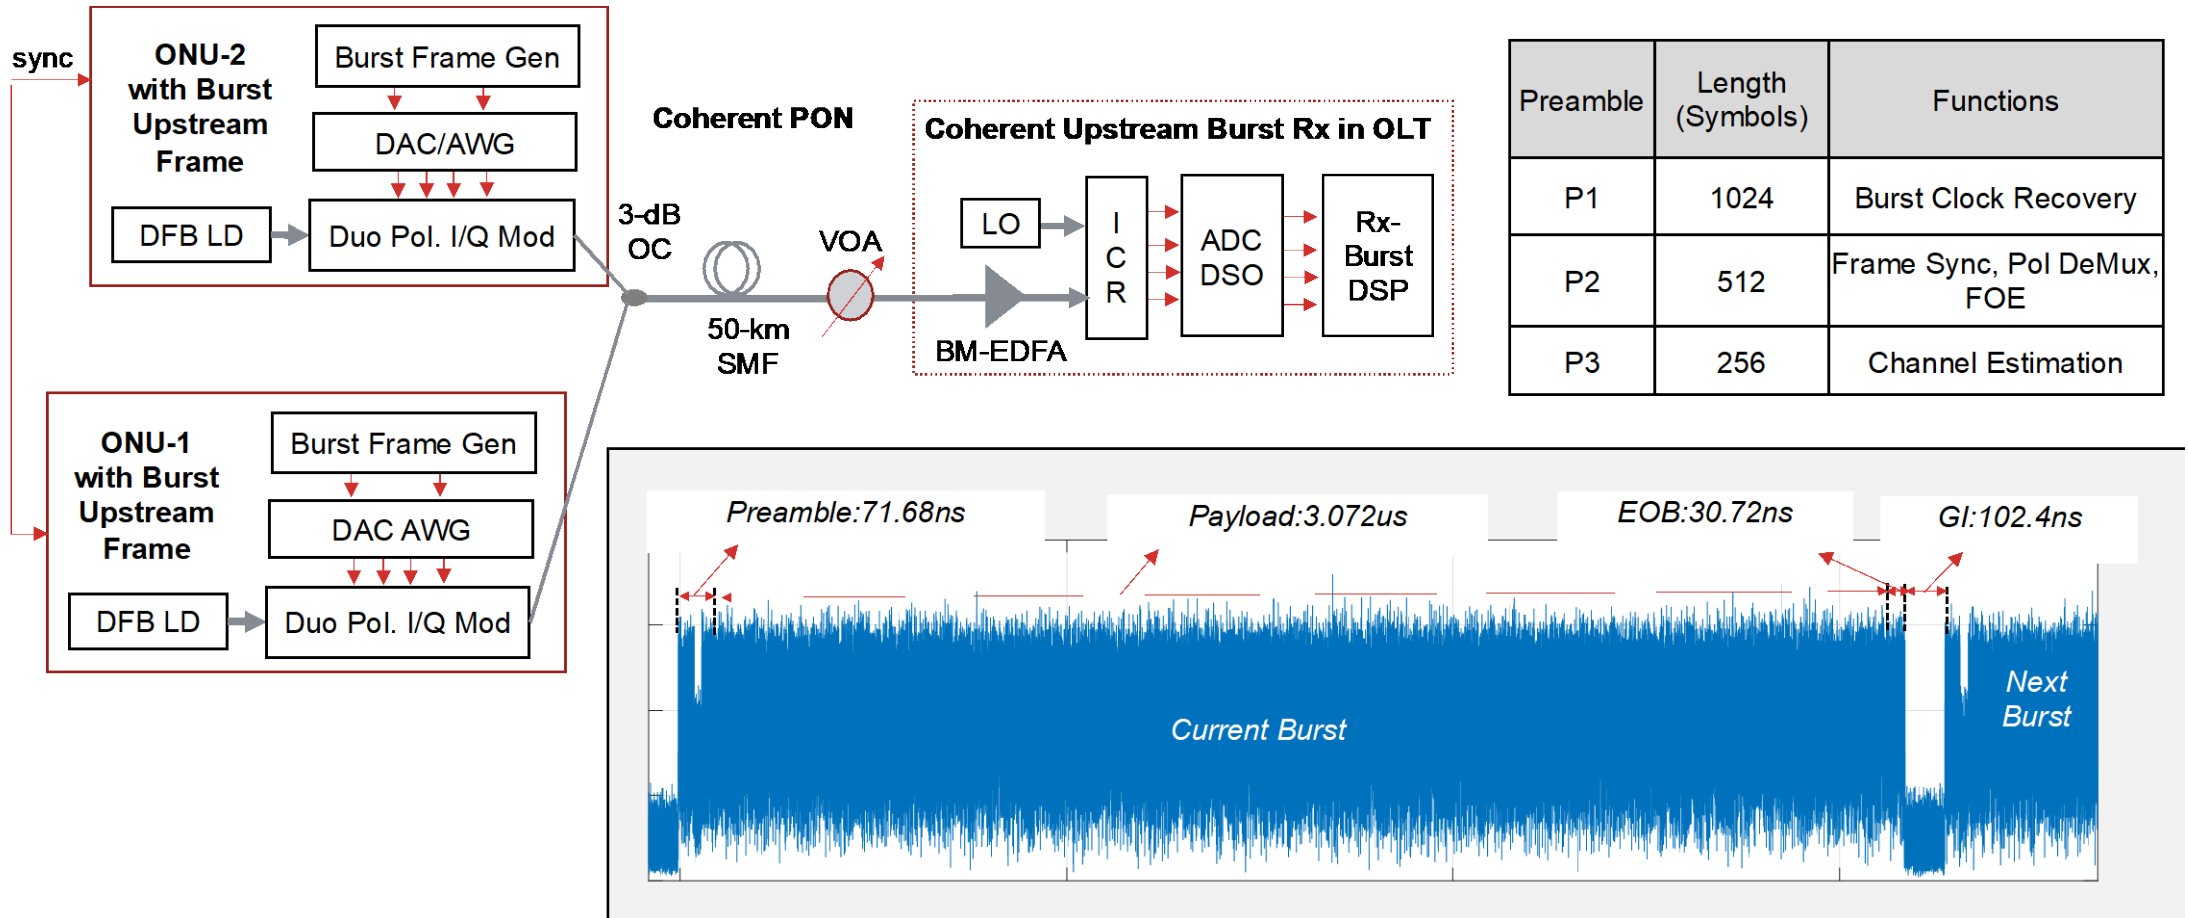 sync
ONU-2
with Burst
Upstream
Frame
Burst Frame Gen
DAC/AWG
DFB LD
Duo Pol. I/Q Mod
ONU-1
with Burst
Upstream
Frame
Burst Frame Gen
DAC AWG
DFB LD
Duo Pol. I/Q Mod
Coherent PON
3-dB
OC
50-km
SMF
VOA
Coherent Upstream Burst Rx in OLT
LO
BM-EDFA
I
C
R
ADC
DSO
Rx-
Burst
DSP
Preamble
Length
(Symbols)
Functions
P1
1024
Burst Clock Recovery
P2
512
Frame Sync, Pol DeMux,
FOE
P3
256
Channel Estimation
Preamble:71.68ns
Payload:3.072us
EOB:30.72ns
GI:102.4ns
Current Burst
Next
Burst